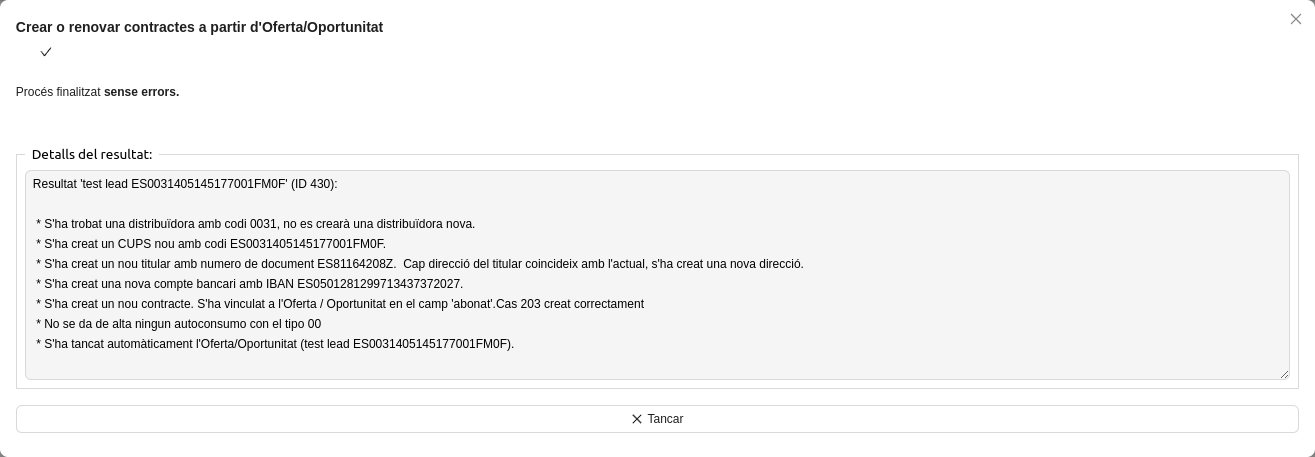 Crear o renovar contractes a partir d'Oferta/Oportunitat
Procés finalitzat sense errors.
Detalls del resultat:
Resultat 'test lead ES0031405145177001FM0F' (ID 430):
* S'ha trobat una distribuïdora amb codi 0031, no es crearà una distribuïdora nova.
* S'ha creat un CUPS nou amb codi ES0031405145177001FM0F.
* S'ha creat un nou titular amb numero de document ES81164208Z.  Cap direcció del titular coincideix amb l'actual, s'ha creat una nova direcció.
* S'ha creat una nova compte bancari amb IBAN ES0501281299713437372027.
* S'ha creat un nou contracte. S'ha vinculat a l'Oferta / Oportunitat en el camp 'abonat'.Cas 203 creat correctament
* No se da de alta ningun autoconsumo con el tipo 00
* S'ha tancat automàticament l'Oferta/Oportunitat (test lead ES0031405145177001FM0F).
Tancar